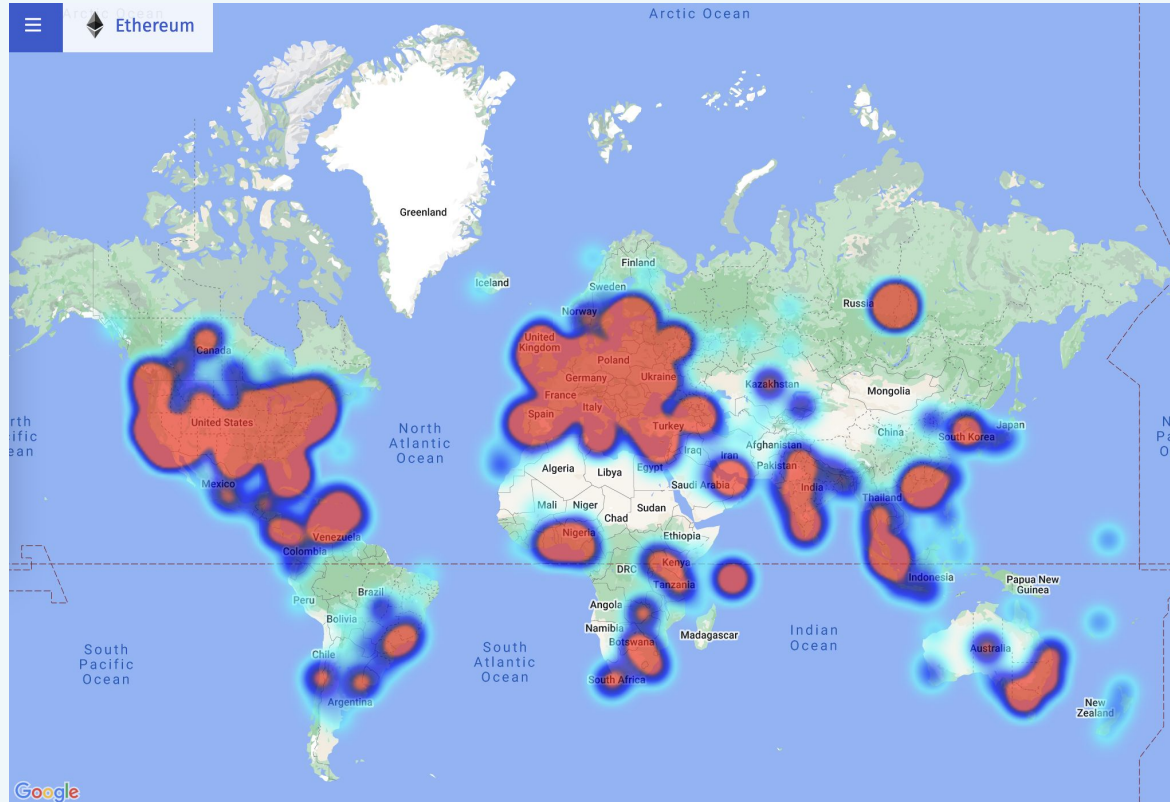 Arctic Ocean
Ethereum
Arctic Ocean
Greenland
Iceland
Finland
Sweden
Norway
Russia
United
Kingdom
Canada
Poland
Germany
Ukraine
Kazakhstan
Mongolia
France
Spain
Italy
United States
Turkey
North
Atlantic
Ocean
China
South Korea
Japan
Afghanistan
Iraq
Iran
Pakistan
Algeria
Libya
Egypt
Mexico
Saudi Arabia
India
Thailand
Mali
Niger
Chad
Sudan
Nigeria
Ethiopia
Venezuela
Colombia
DRC
Kenya
Tanzania
Indonesia
Papua New
Guinea
Brazil
Peru
Bolivia
Angola
Namibia
Botswana
Madagascar
Indian
Ocean
South
Pacific
Ocean
South
Atlantic
Ocean
Chile
Australia
South Africa
Argentina
New
Zealand
Google